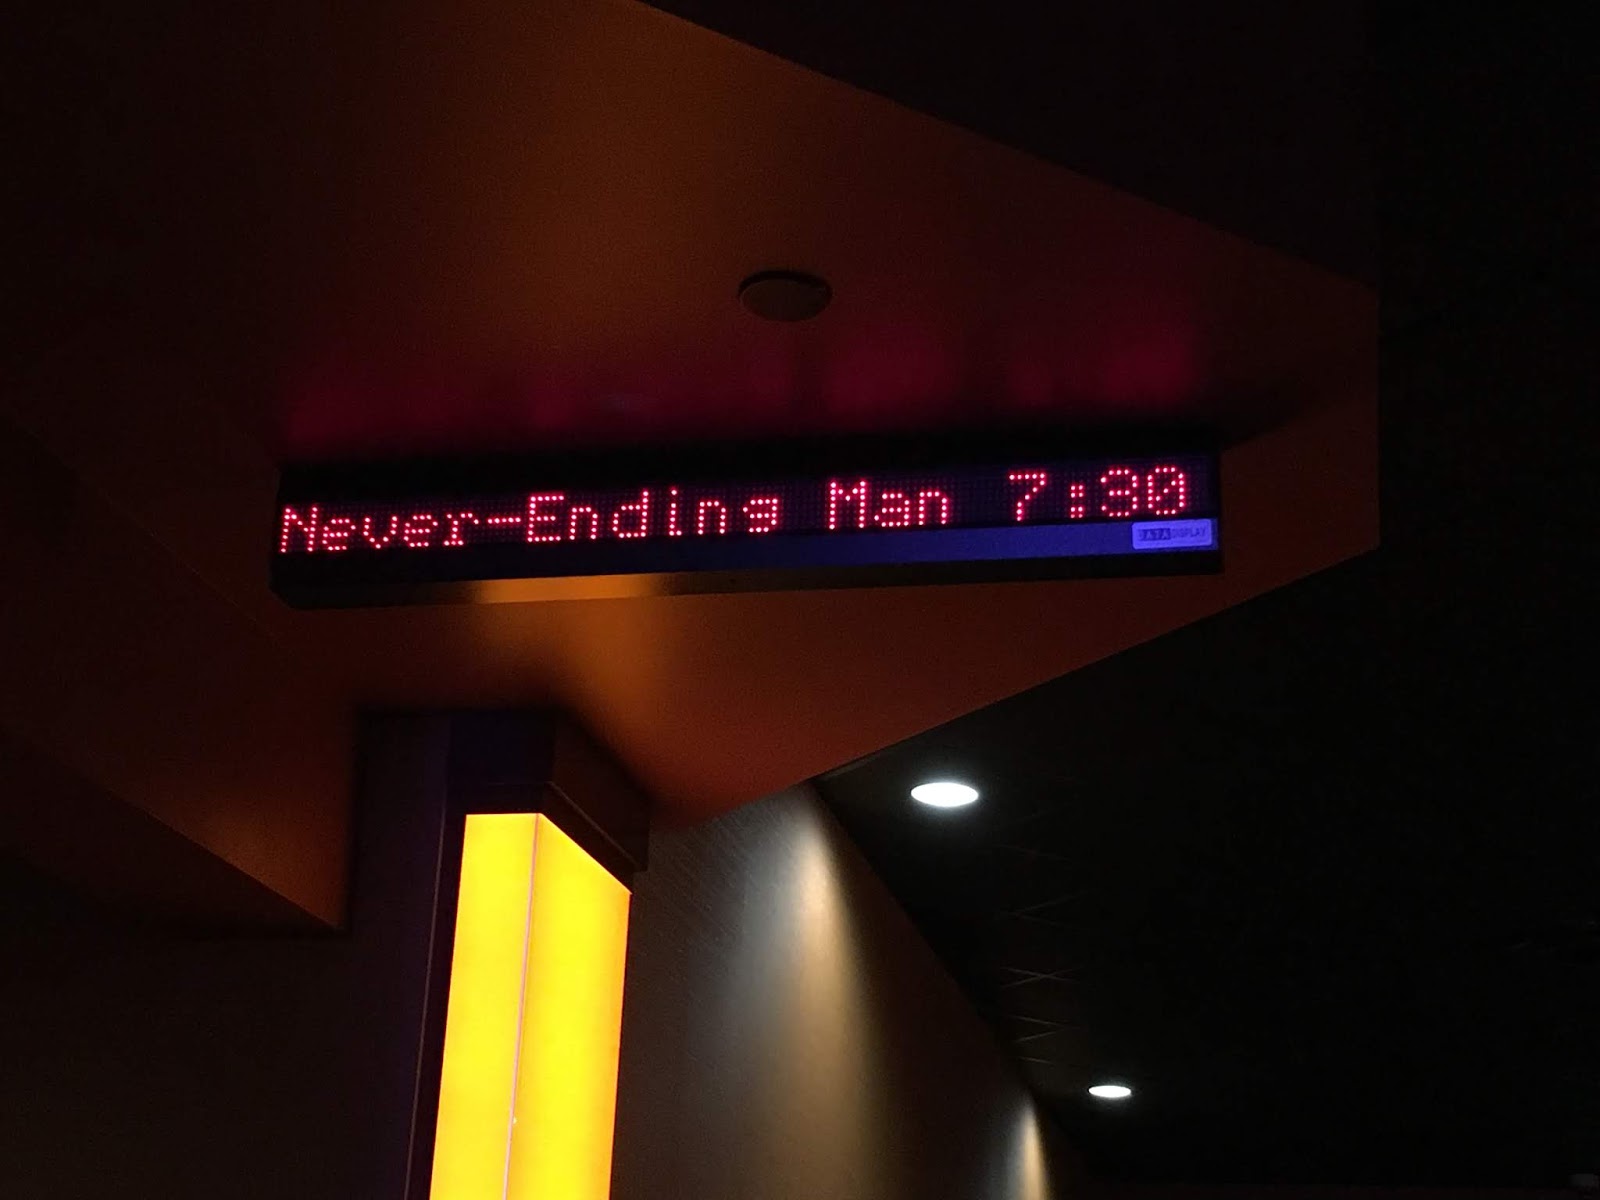 Never-Ending Man 7:30
DATA DISPLAY